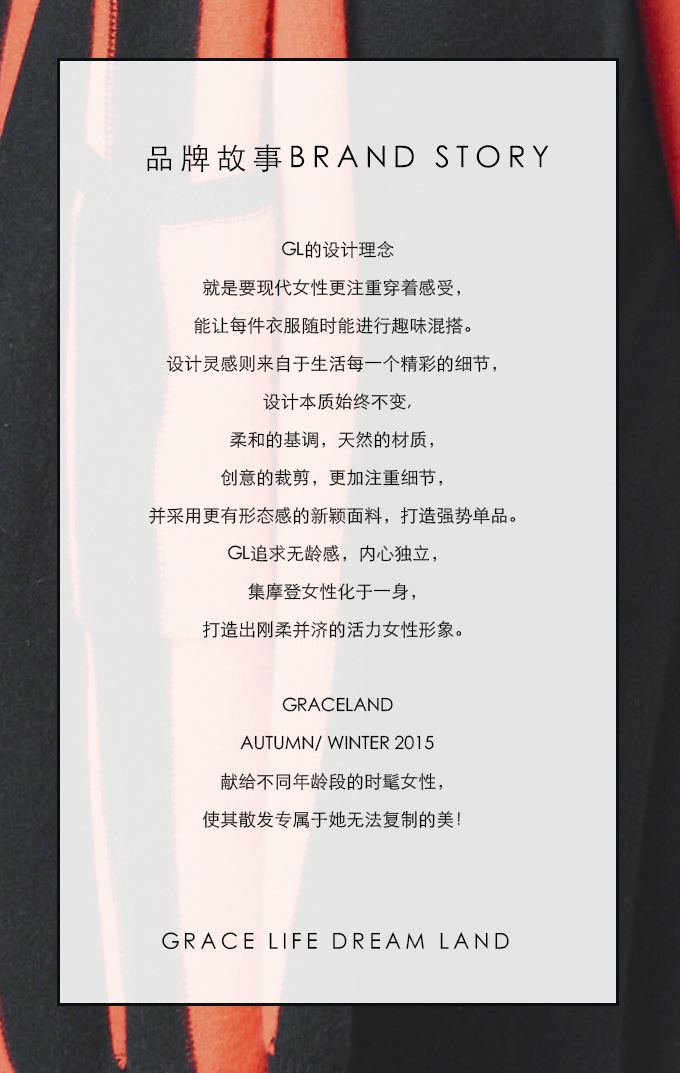 品牌故事BRAND STORY
GL的设计理念
就是要现代女性更注重穿着感受，
能让每件衣服随时能进行趣味混搭。
设计灵感则来自于生活每一个精彩的细节，
设计本质始终不变,
柔和的基调，天然的材质，
创意的裁剪，更加注重细节，
并采用更有形态感的新颖面料，打造强势单品。
GL追求无龄感，内心独立，
集摩登女性化于一身，
打造出刚柔并济的活力女性形象。
GRACELAND
AUTUMN/ WINTER 2015
献给不同年龄段的时髦女性，
使其散发专属于她无法复制的美！
GRACE LIFE DREAM LAND